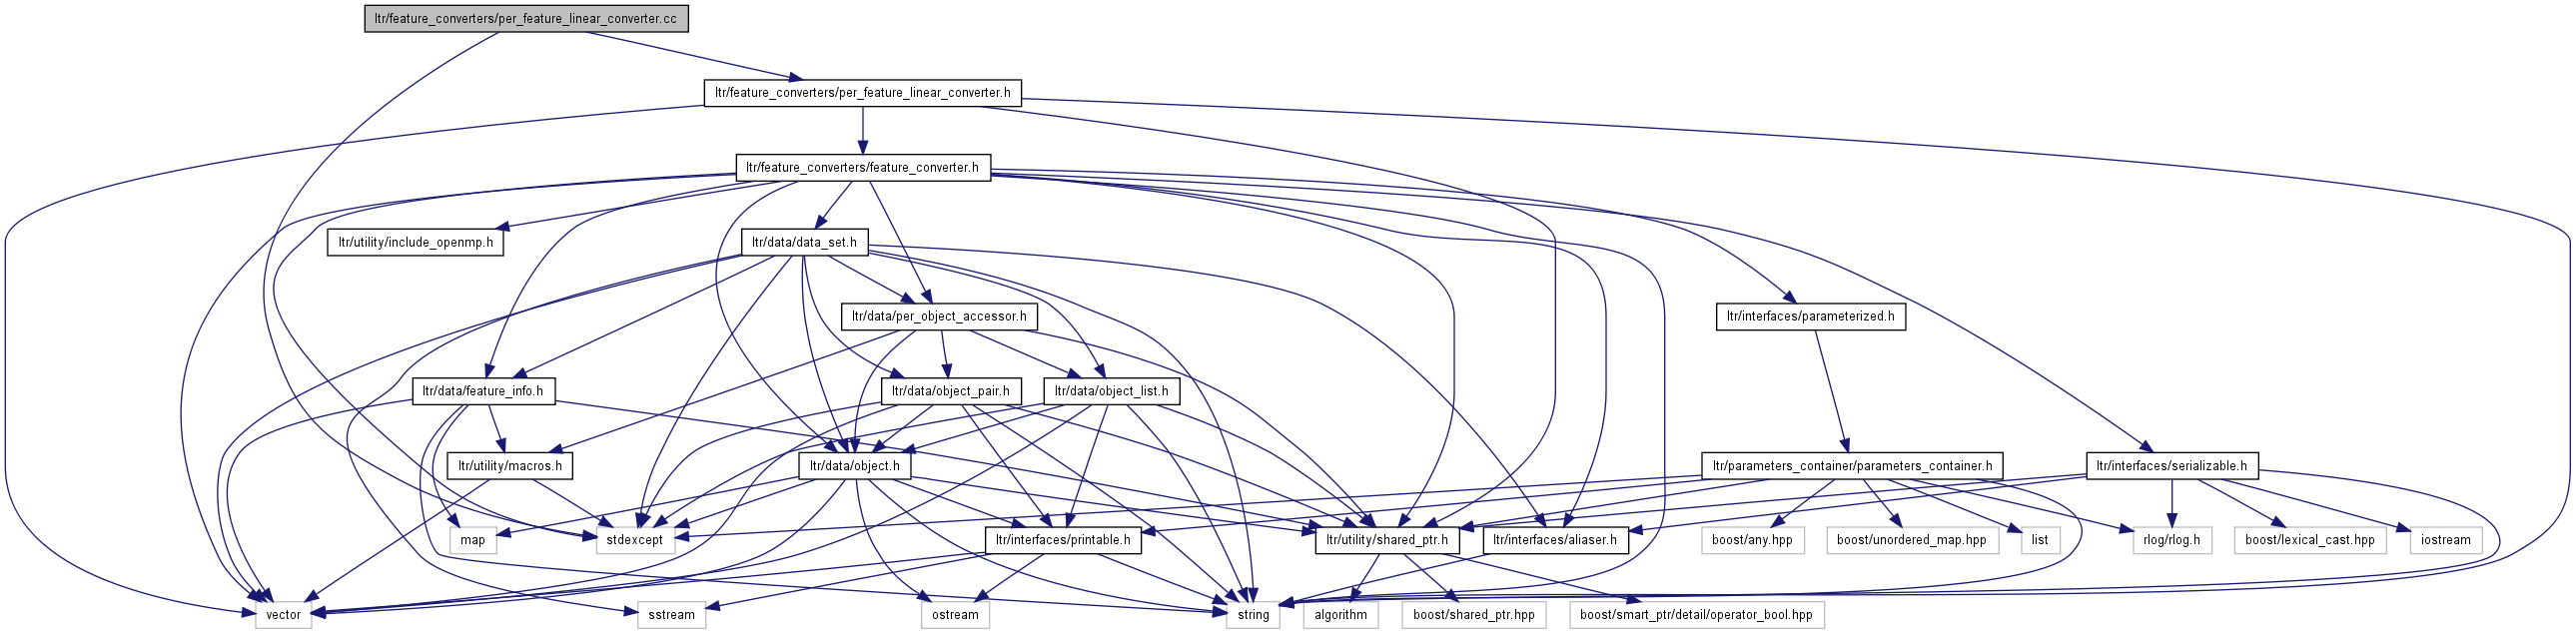 ltr/feature_converters/per_feature_linear_converter.cc
ltr/feature_converters/per_feature_linear_converter.h
ltr/feature_converters/feature_converter.h
ltr/utility/include_openmp.h
ltr/data/data_set.h
ltr/data/per_object_accessor.h
ltr/interfaces/parameterized.h
ltr/data/feature_info.h
ltr/data/object_pair.h
ltr/data/object_list.h
ltr/utility/macros.h
ltr/data/object.h
ltr/parameters_container/parameters_container.h
ltr/interfaces/serializable.h
map
stdexcept
ltr/interfaces/printable.h
ltr/utility/shared_ptr.h
ltr/interfaces/aliaser.h
boost/any.hpp
boost/unordered_map.hpp
list
rlog/rlog.h
boost/lexical_cast.hpp
iostream
vector
sstream
ostream
string
algorithm
boost/shared_ptr.hpp
boost/smart_ptr/detail/operator_bool.hpp